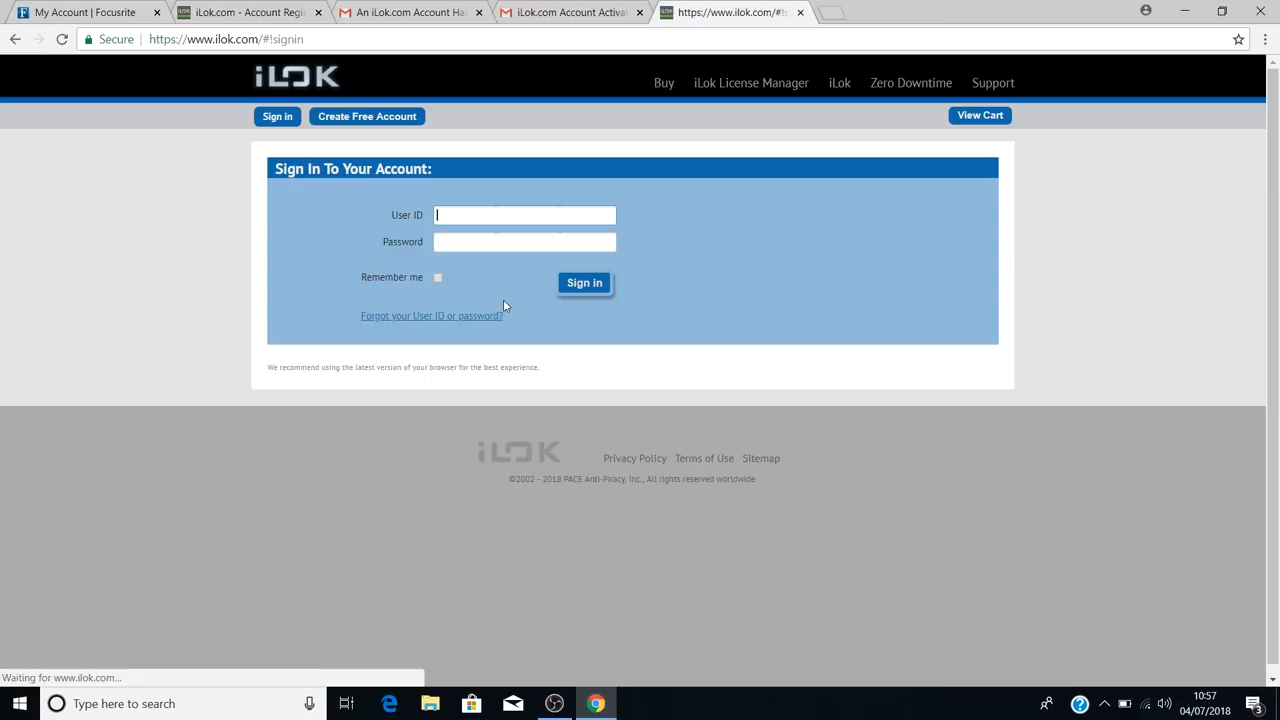 My Account | Focusrite
iLok.com - Account Regi
An iLok.com Account Has
iLok.com Account Activat
https://www.ilok.com/#!s
Secure
https://www.ilok.com/#!signin
iLOK
Buy
iLok License Manager
iLok
Zero Downtime
Support
Sign in
Create Free Account
View Cart
Sign In To Your Account:
User ID
Password
Remember me
Sign in
Forgot your User ID or password?
We recommend using the latest version of your browser for the best experience.
iLOK
Privacy Policy
Terms of Use
Sitemap
©2002 - 2018 PACE Anti-Piracy, Inc., All rights reserved worldwide.
Waiting for www.ilok.com...
Type here to search
10:57
04/07/2018
3